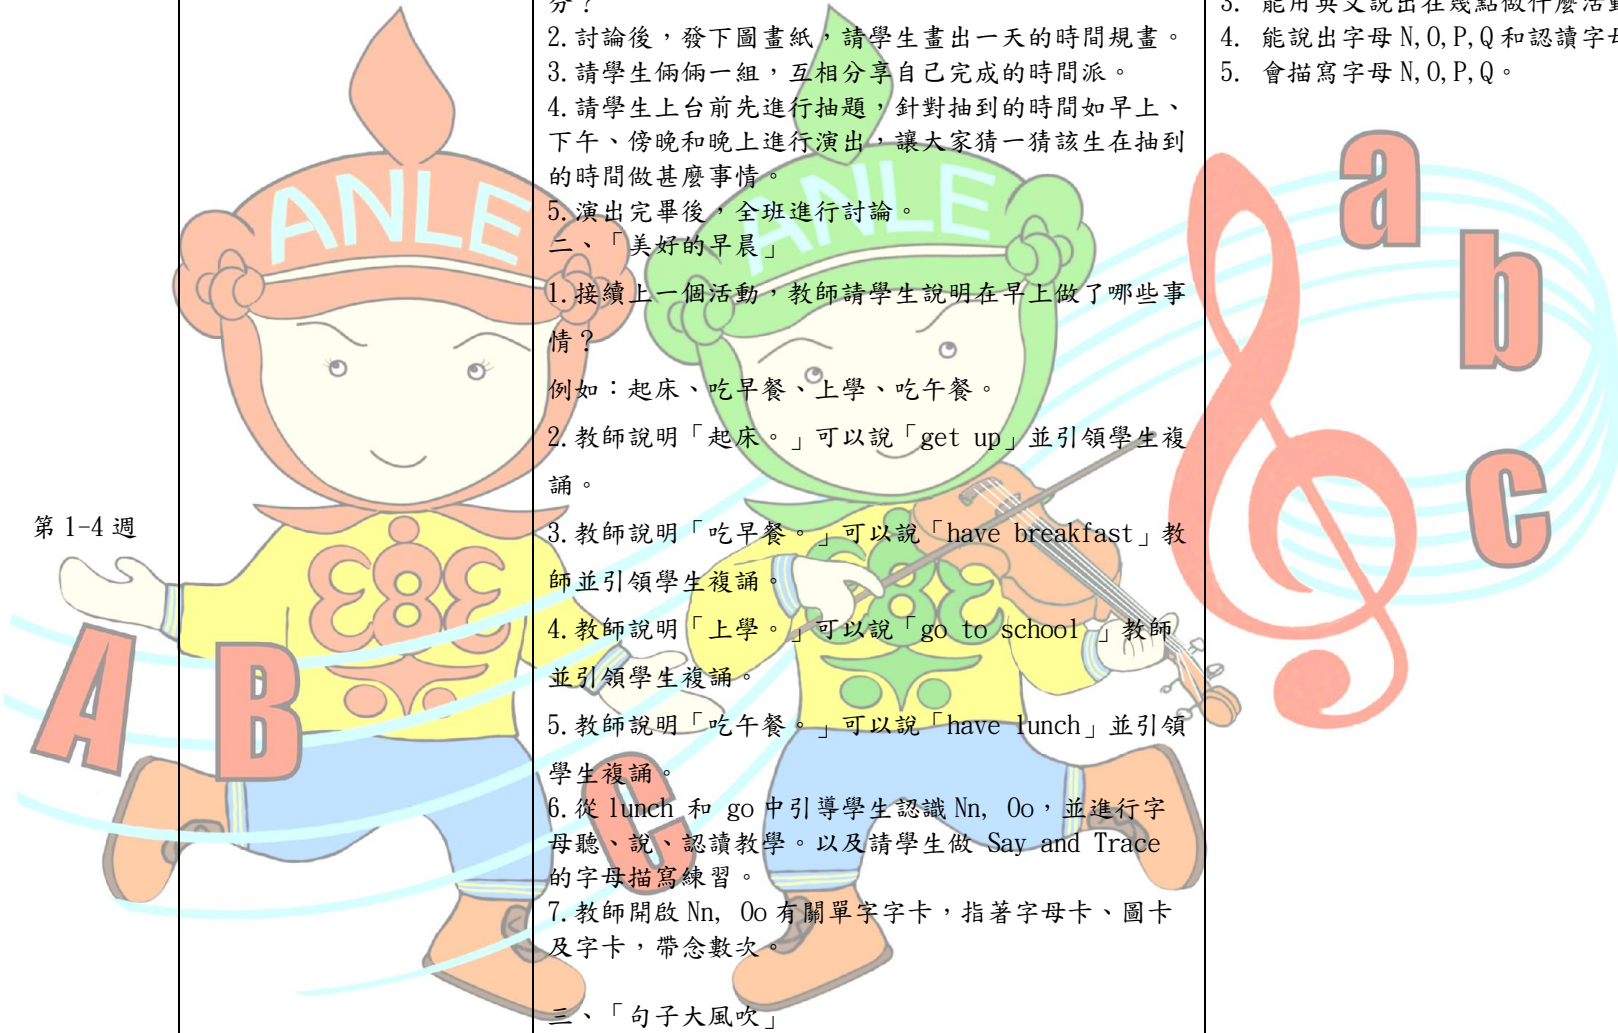 第 1-4 週
分？
2.討論後，發下圖畫紙，請學生畫出一天的時間規畫。
3.請學生倆倆一組，互相分享自己完成的時間派。
4.請學生上台前先進行抽題，針對抽到的時間如早上、
下午、傍晚和晚上進行演出，讓大家猜一猜該生在抽到
的時間做甚麼事情。
5.演出完畢後，全班進行討論。
二、「美好的早晨」
1.接續上一個活動，教師請學生說明在早上做了哪些事
情？
例如：起床、吃早餐、上學、吃午餐。
2.教師說明「起床。」可以說「get up」並引領學生複
誦。
3.教師說明「吃早餐。」可以說「have breakfast」教
師並引領學生複誦。
4.教師說明「上學。」可以說「go to school 」教師
並引領學生複誦。
5.教師說明「吃午餐。」可以說「have lunch」並引領
學生複誦。
6.從 lunch 和 go 中引導學生認識 Nn, Oo，並進行字
母聽、說、認讀教學。以及請學生做 Say and Trace
的字母描寫練習。
7.教師開啟 Nn, Oo 有關單字字卡，指著字母卡、圖卡
及字卡，帶念數次。
三、「句子大風吹」
3. 能用英文說出在幾點做什麼活動
4. 能說出字母 N,O,P,Q 和認讀字母
5. 會描寫字母 N,O,P,Q。
ANLE
ANLE
A
B
C
a
b
c